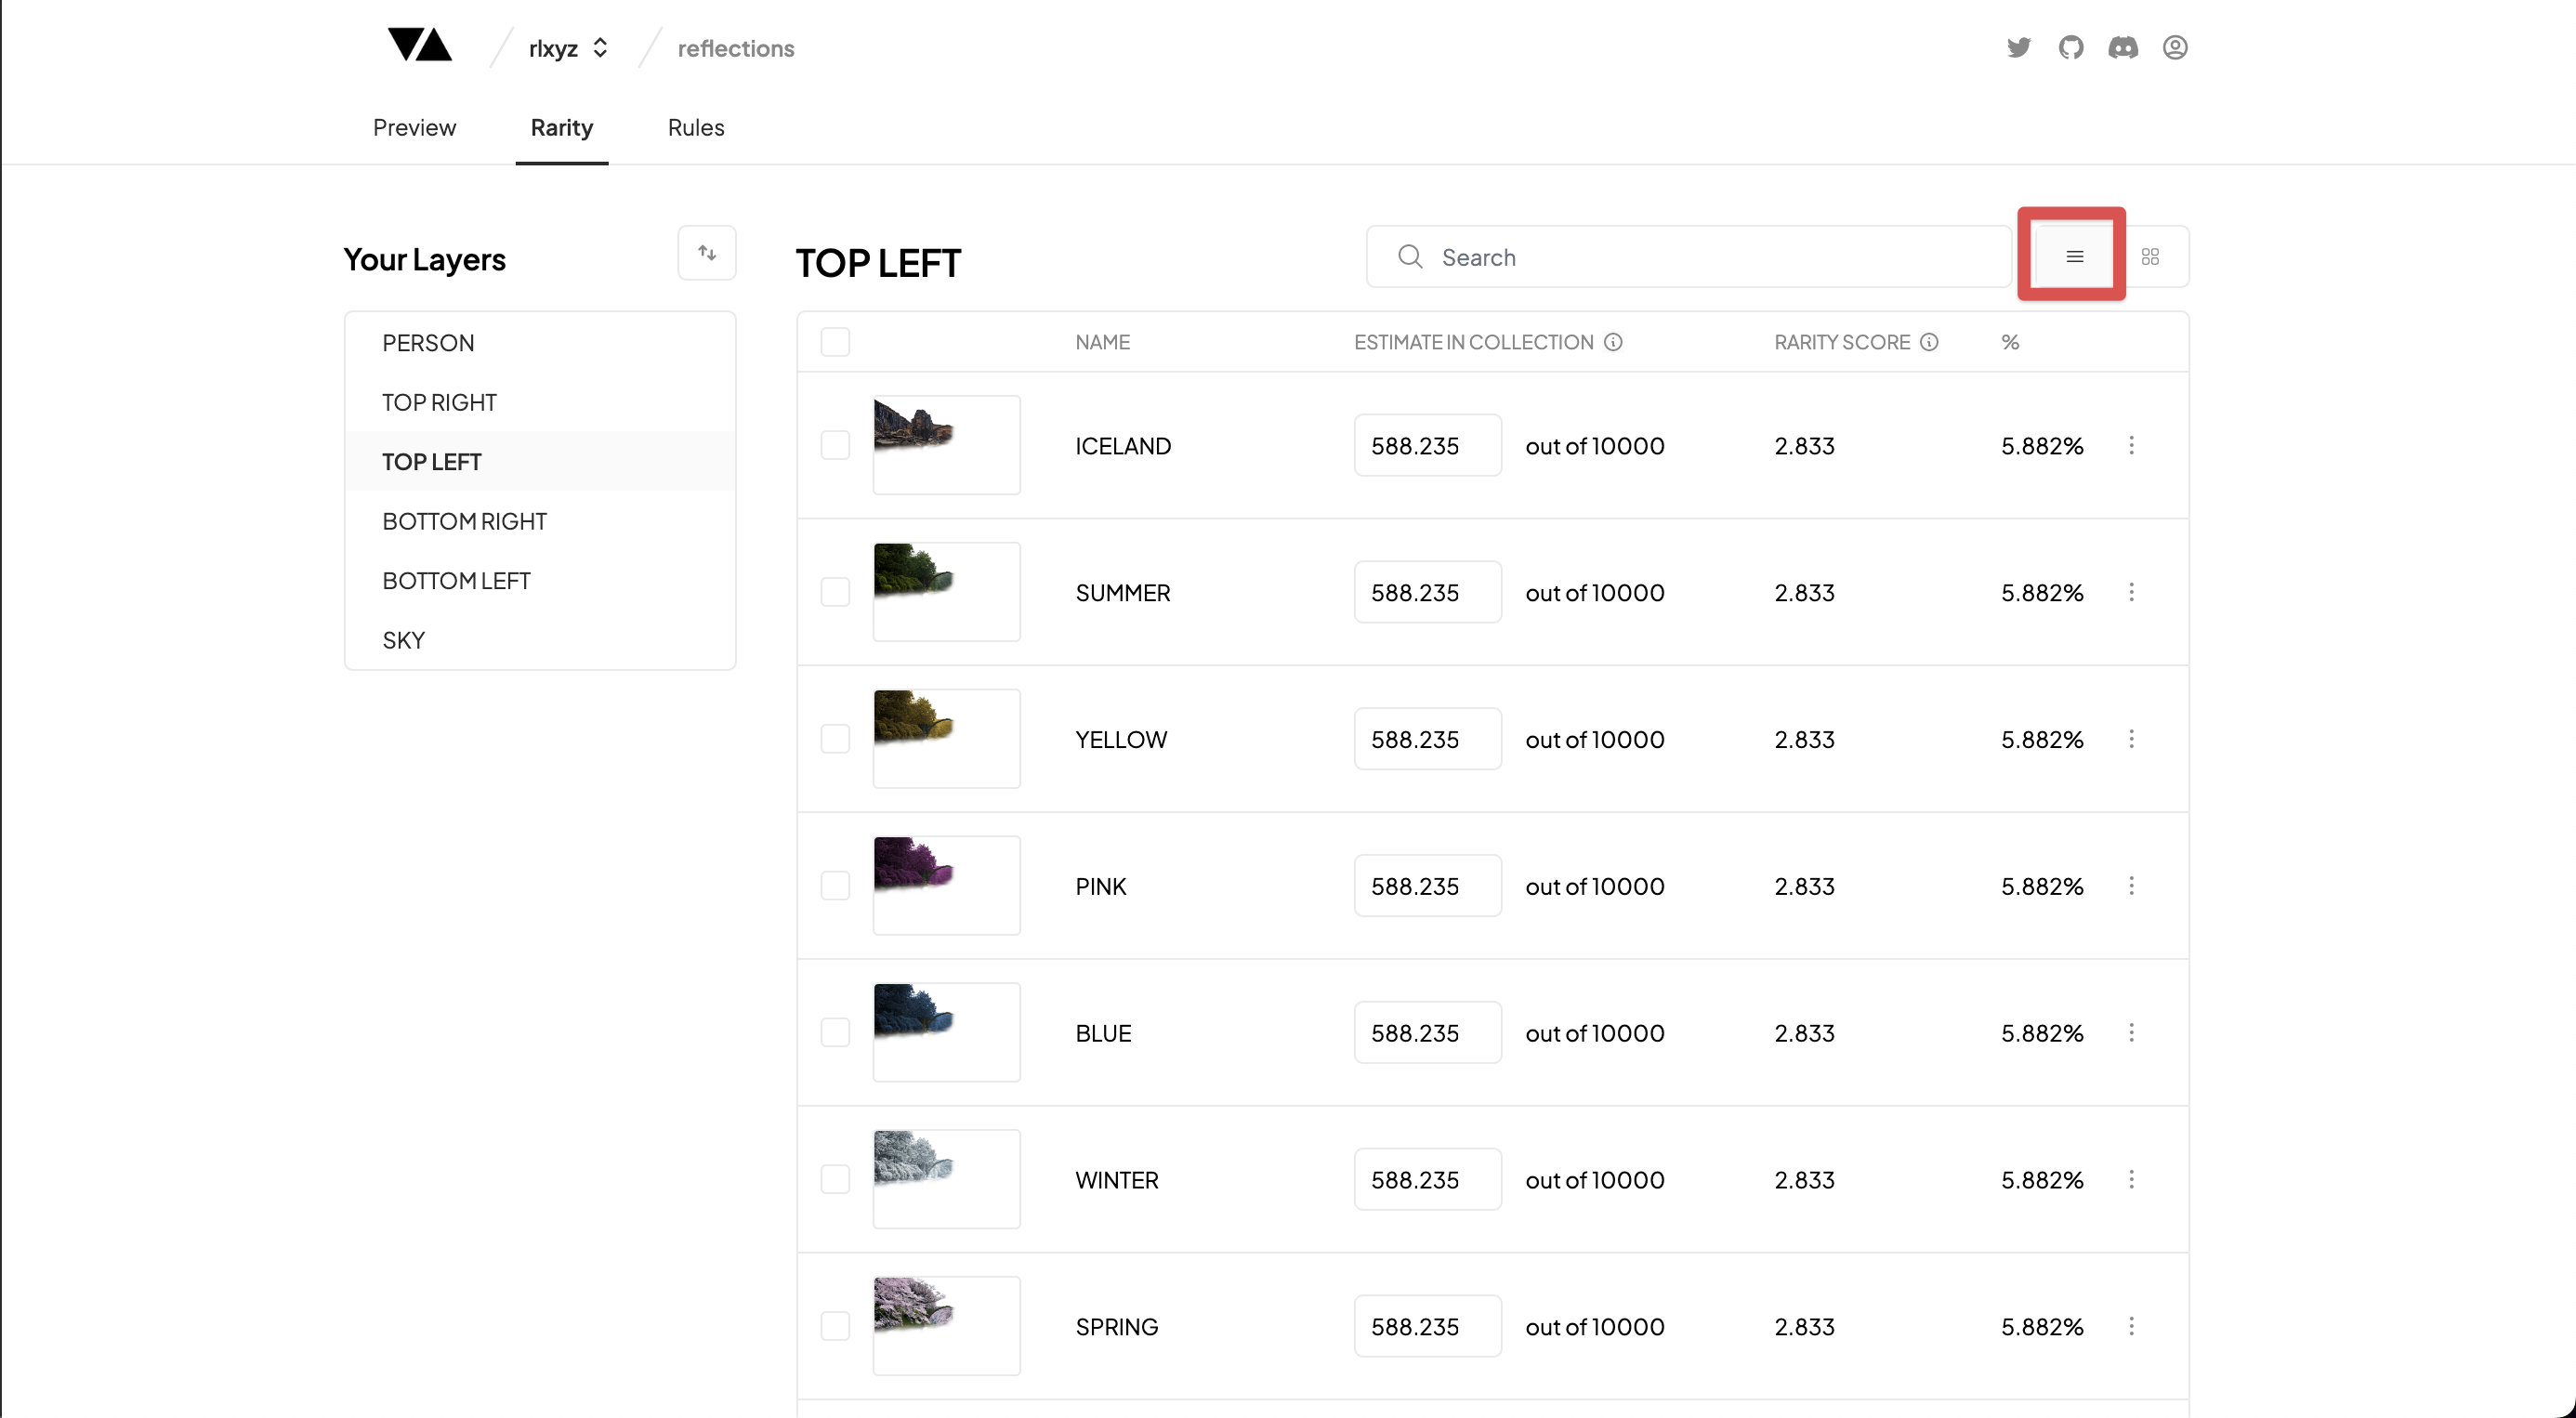 rlxyz
reflections
Preview Rarity Rules
Your Layers
PERSON
TOP RIGHT
TOP LEFT
BOTTOM RIGHT
BOTTOM LEFT
SKY
TOP LEFT
Search
NAME ESTIMATE IN COLLECTION RARITY SCORE %
ICELAND 588.235 out of 10000 2.833 5.882%
SUMMER 588.235 out of 10000 2.833 5.882%
YELLOW 588.235 out of 10000 2.833 5.882%
PINK 588.235 out of 10000 2.833 5.882%
BLUE 588.235 out of 10000 2.833 5.882%
WINTER 588.235 out of 10000 2.833 5.882%
SPRING 588.235 out of 10000 2.833 5.882%